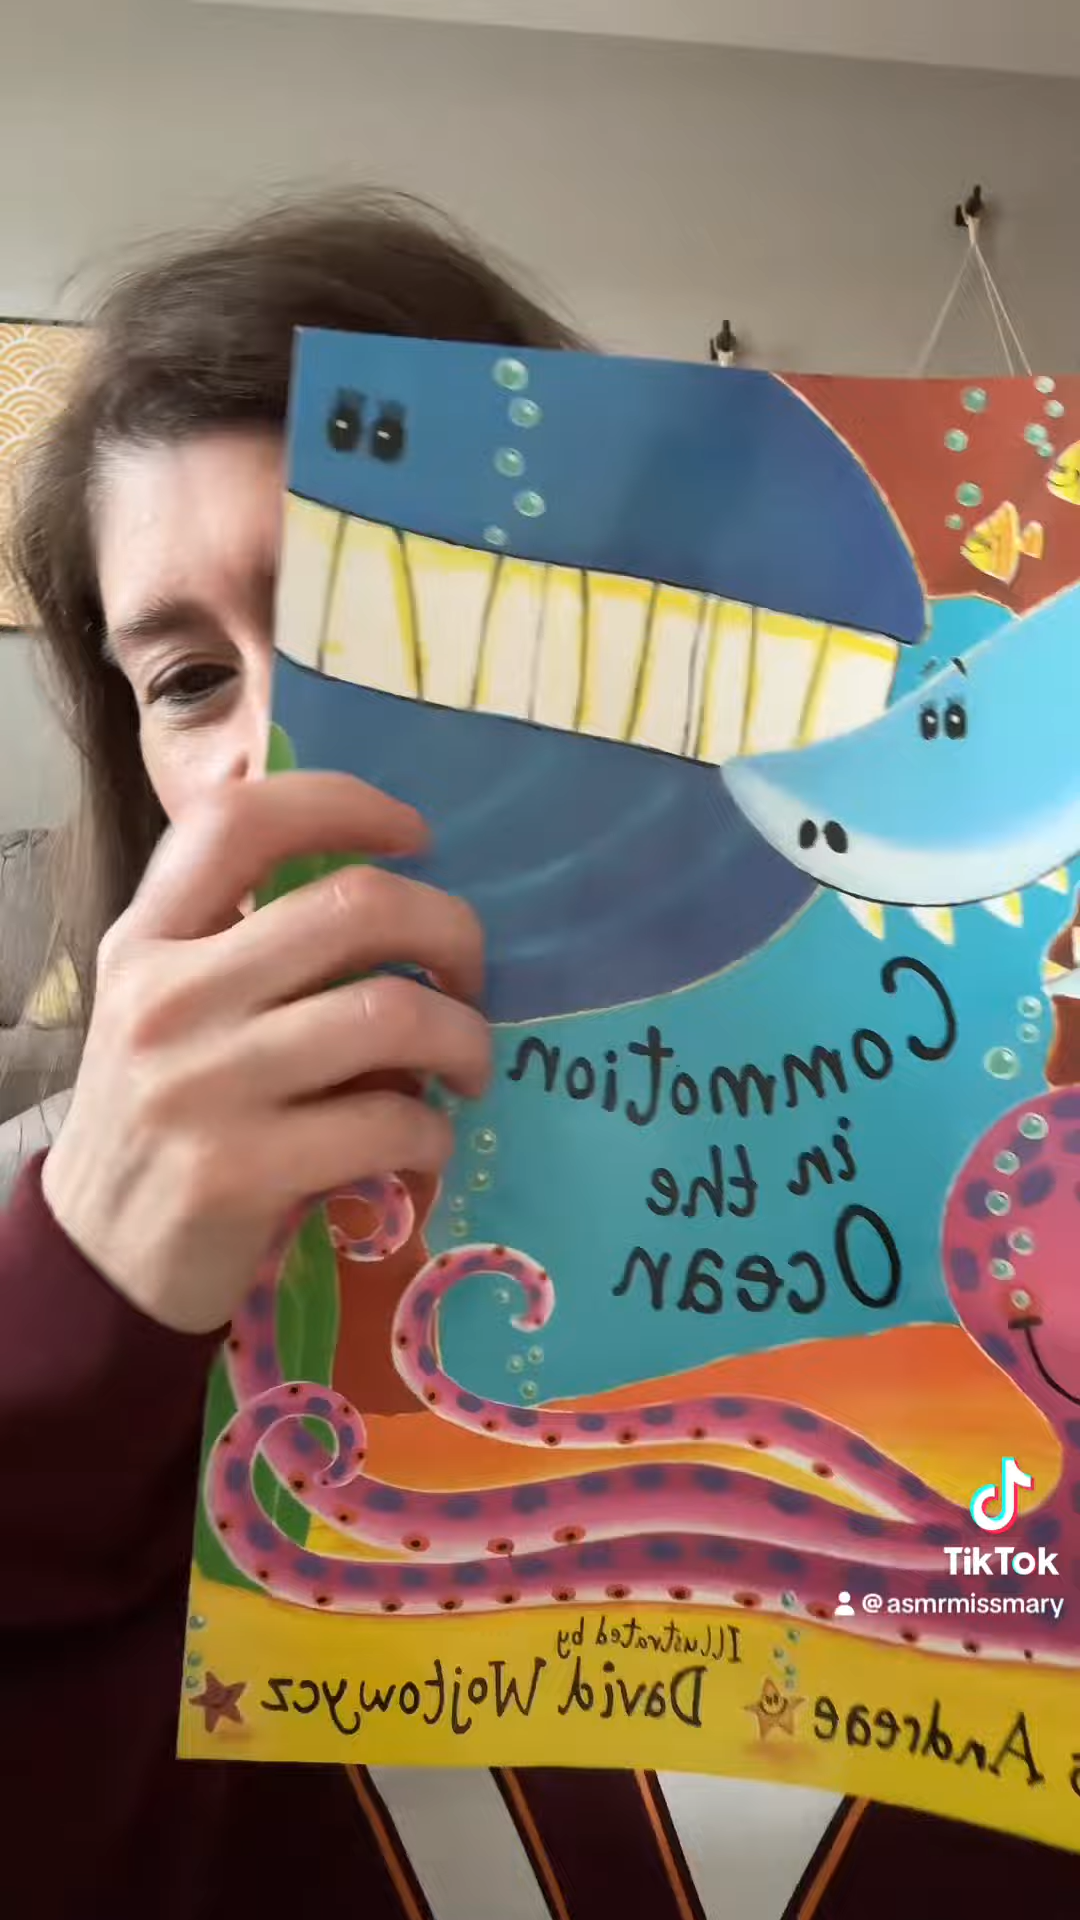 Commotion
in the
Ocean
Andreae
Illustrated by
David Wojtowycz
TikTok
@asmrmissmary